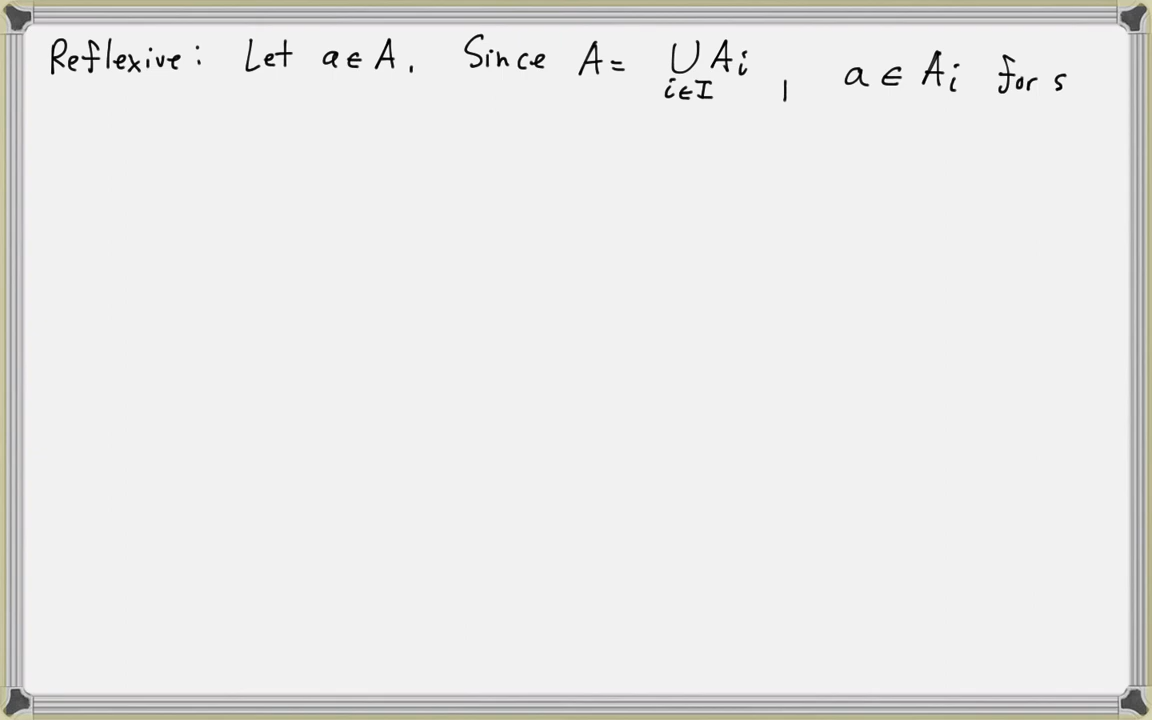 Reflexive: Let a ∈ A. Since A = ⋃_{i∈I} A_i , a ∈ A_i for s